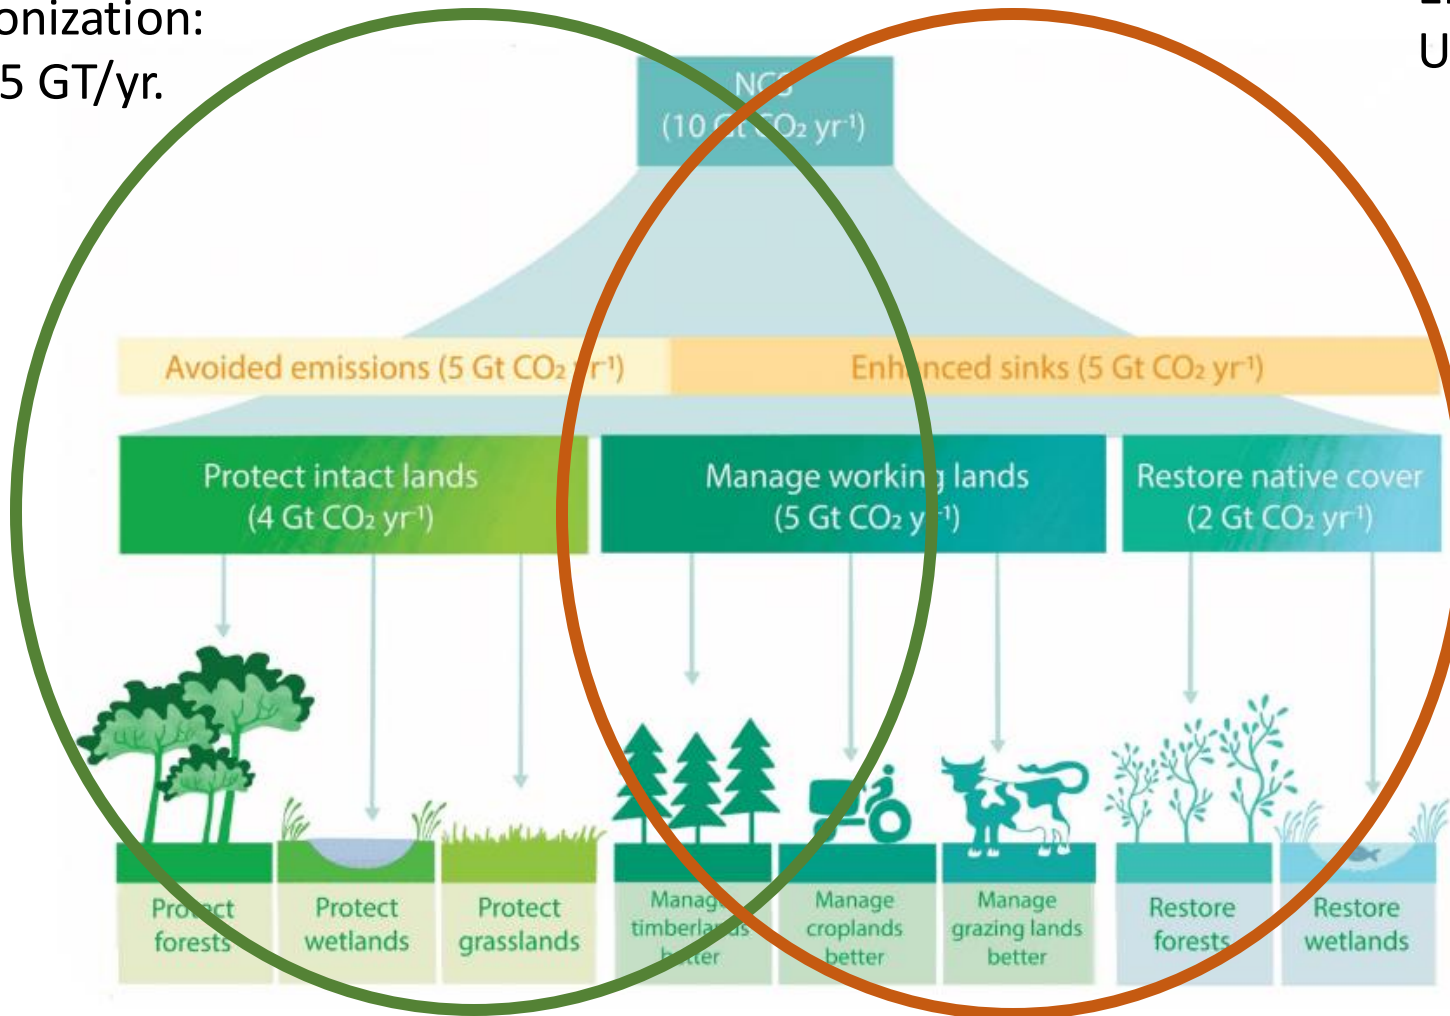 onization:
5 GT/yr.
U
NCS
(10 Gt CO₂ yr⁻¹)
Avoided emissions (5 Gt CO₂ yr⁻¹)
Enhanced sinks (5 Gt CO₂ yr⁻¹)
Protect intact lands
(4 Gt CO₂ yr⁻¹)
Manage working lands
(5 Gt CO₂ yr⁻¹)
Restore native cover
(2 Gt CO₂ yr⁻¹)
Protect
forests
Protect
wetlands
Protect
grasslands
Manage
timberlands
better
Manage
croplands
better
Manage
grazing lands
better
Restore
forests
Restore
wetlands